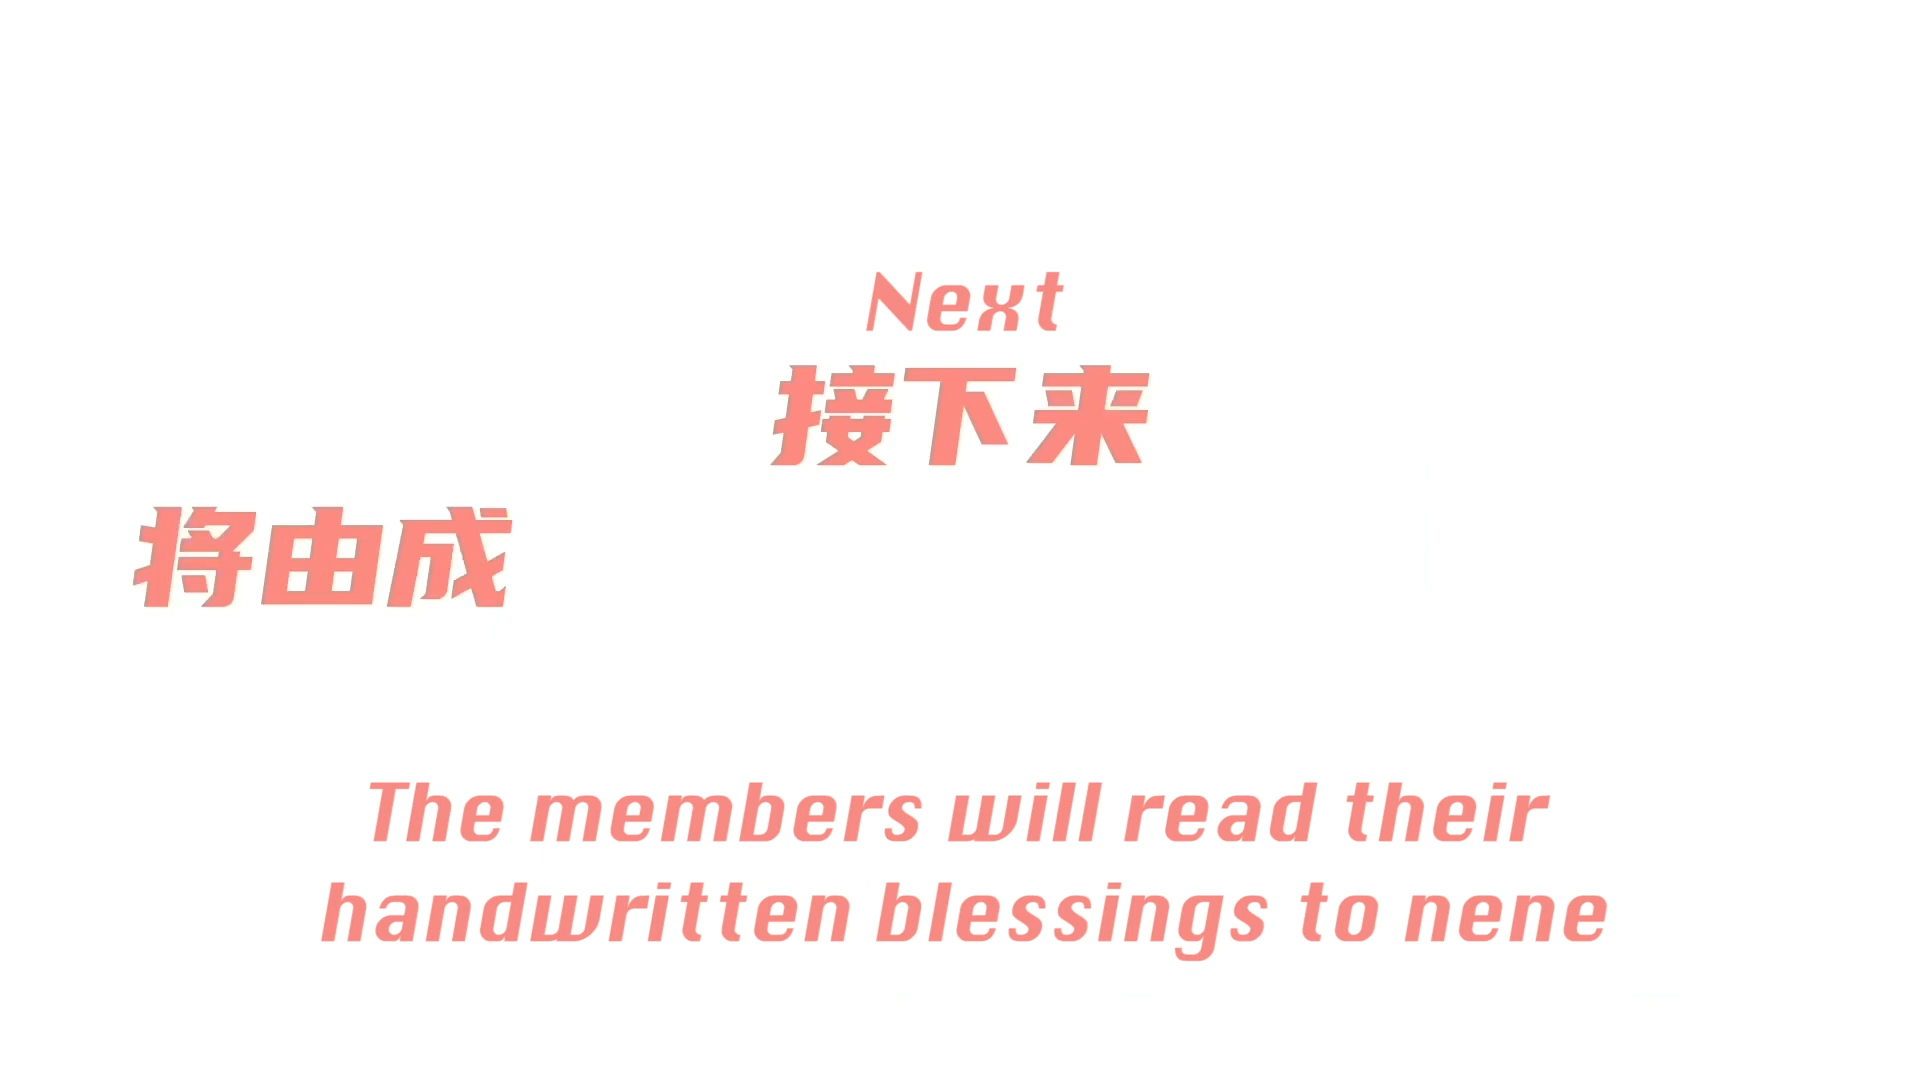 Next
接下来
将由成
The members will read their
handwritten blessings to nene